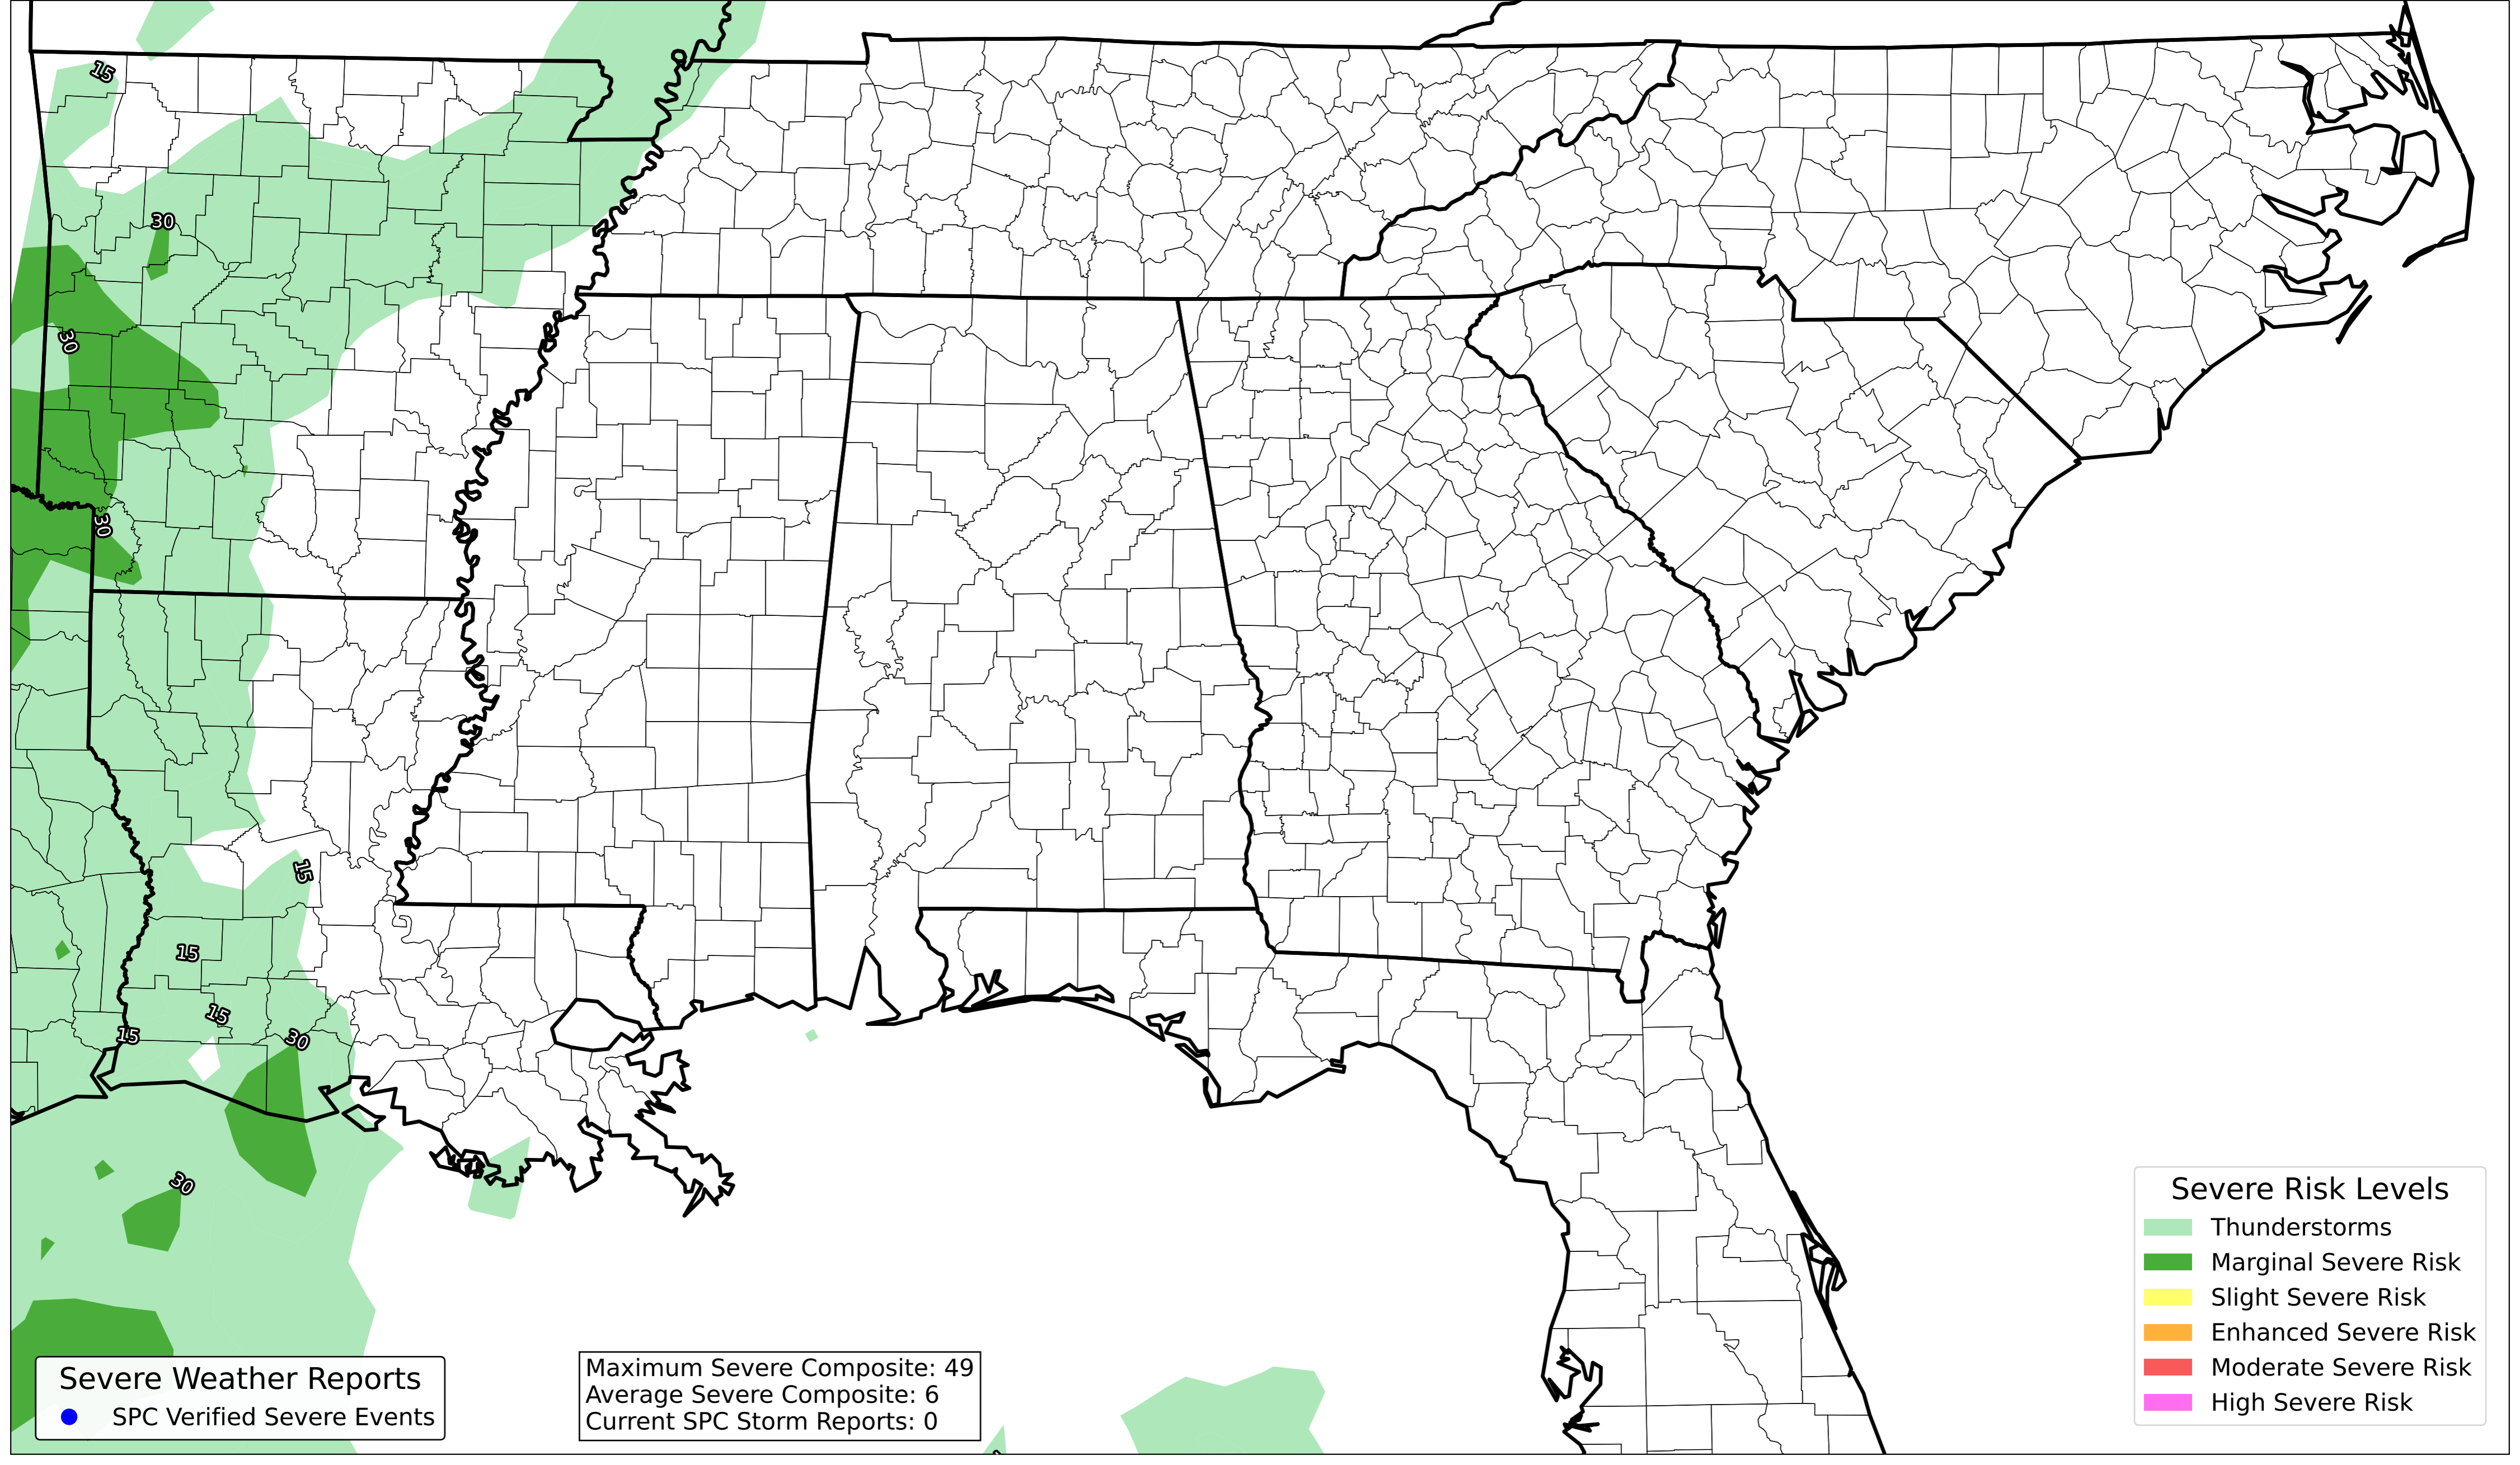 15
30
30
30
15
15
15
15
30
30
Severe Weather Reports
SPC Verified Severe Events
Maximum Severe Composite: 49
Average Severe Composite: 6
Current SPC Storm Reports: 0
Severe Risk Levels
Thunderstorms
Marginal Severe Risk
Slight Severe Risk
Enhanced Severe Risk
Moderate Severe Risk
High Severe Risk